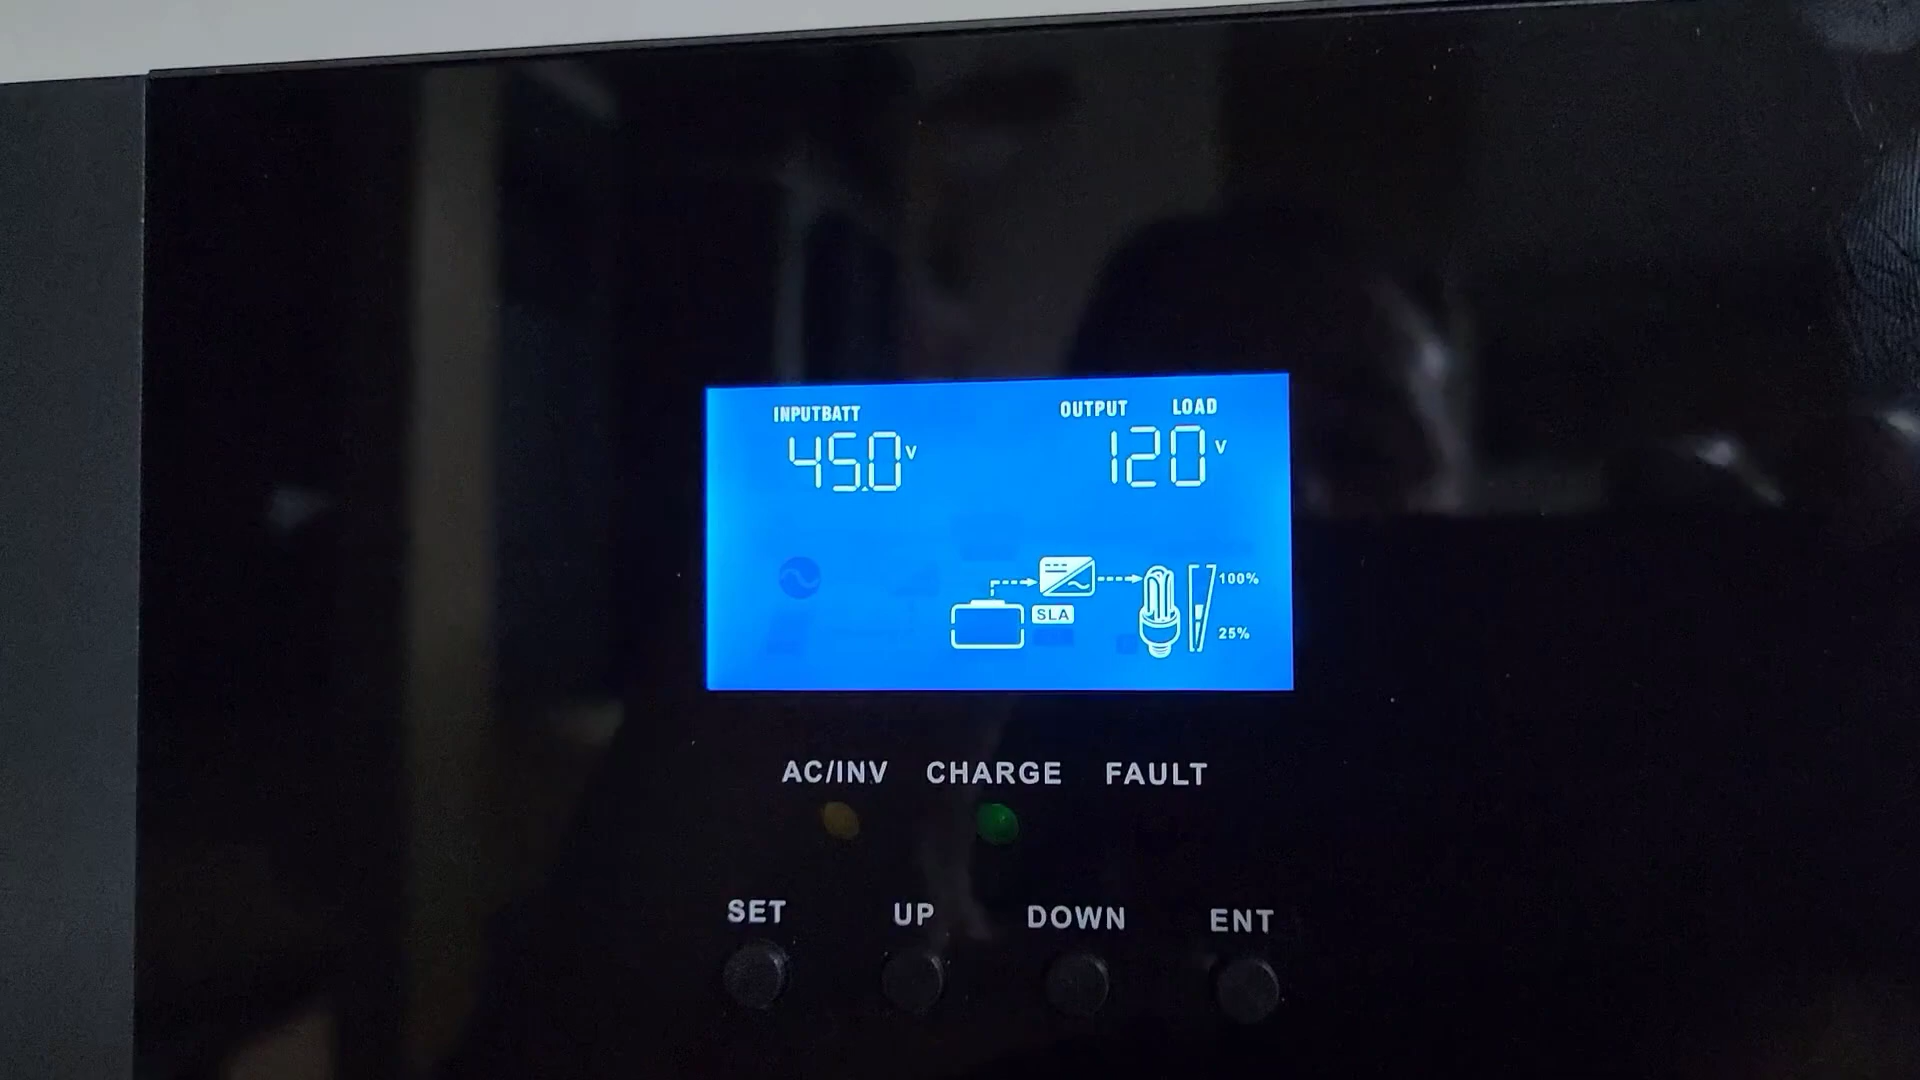 INPUTBATT OUTPUT LOAD
45.0V 120V
100%
SLA
25%
AC/INV CHARGE FAULT
SET UP DOWN ENT